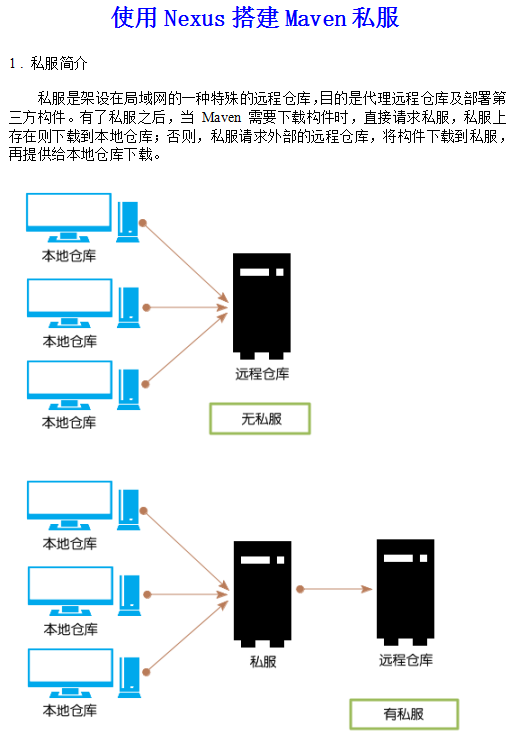 使用 Nexus 搭建 Maven 私服
1 . 私服简介
私服是架设在局域网的一种特殊的远程仓库，目的是代理远程仓库及部署第
三方构件。有了私服之后，当 Maven 需要下载构件时，直接请求私服，私服上
存在则下载到本地仓库；否则，私服请求外部的远程仓库，将构件下载到私服，
再提供给本地仓库下载。
本地仓库
本地仓库
本地仓库
远程仓库
无私服
本地仓库
本地仓库
本地仓库
私服
远程仓库
有私服